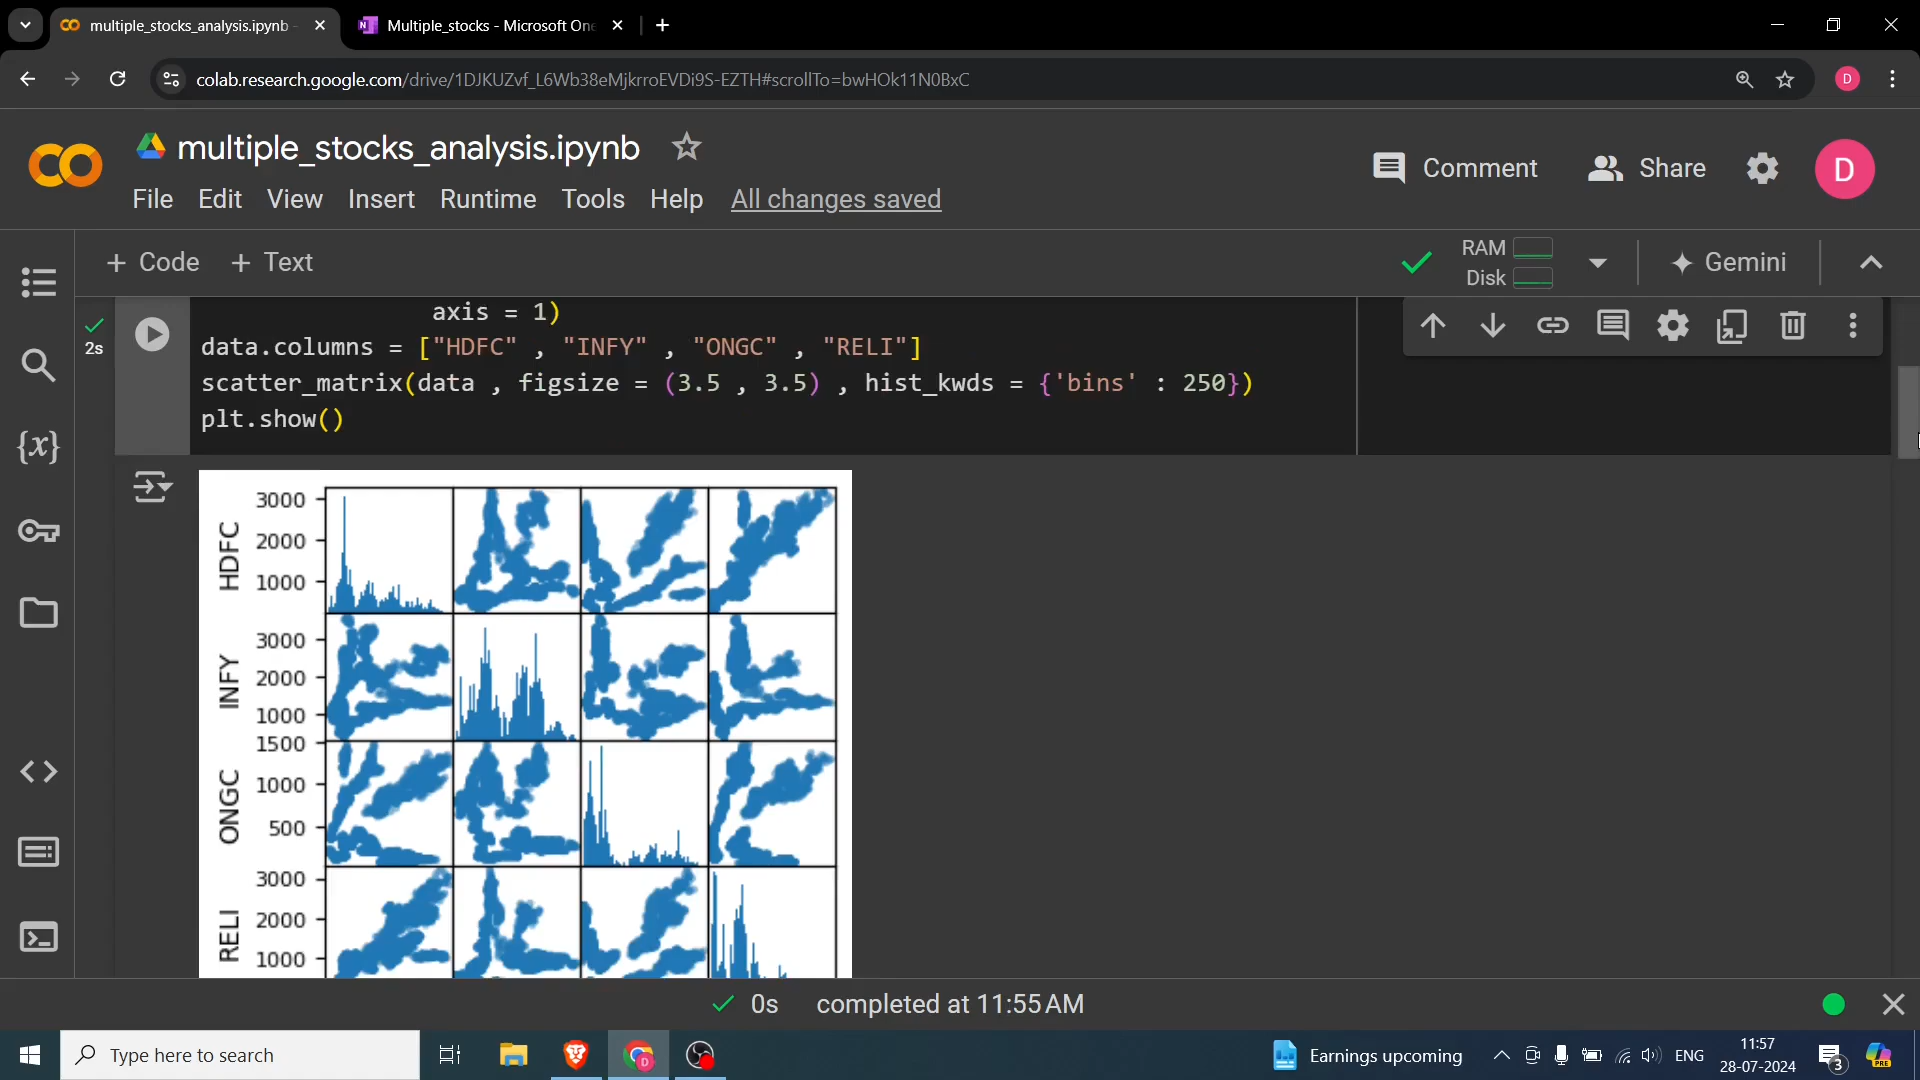 multiple_stocks_analysis.ipynb -
Multiple_stocks - Microsoft One
colab.research.google.com/drive/1DJKUZvf_L6Wb38eMjkrroEVDi9S-EZTH#scrollTo=bwHOk11N0BxC
D
multiple_stocks_analysis.ipynb
Comment
Share
D
File Edit View Insert Runtime Tools Help All changes saved
+ Code + Text
RAM
Disk
Gemini
axis = 1)
2s
data.columns = ["HDFC" , "INFY" , "ONGC" , "RELI"]
scatter_matrix(data , figsize = (3.5 , 3.5) , hist_kwds = {'bins' : 250})
plt.show()
{x}
HDFC
3000
2000
1000
INFY
3000
2000
1000
ONGC
1500
1000
500
RELI
3000
2000
1000
0s completed at 11:55 AM
Type here to search
D
Earnings upcoming
ENG
11:57
28-07-2024
3
PRE